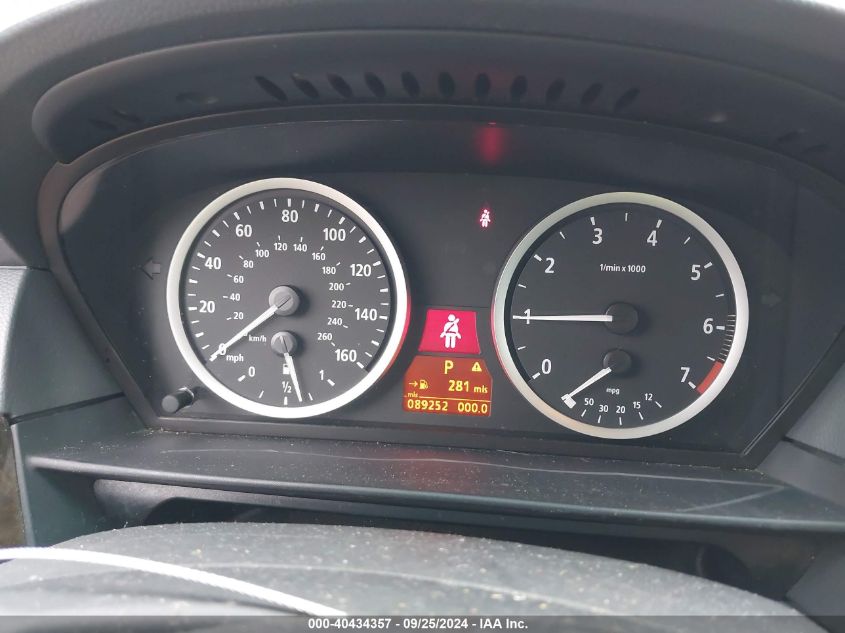 0 20 40 60 80 100 120 140 160
mph
20 40 60 80 100 120 140 160 180 200 220 240 260
km/h
0 1/2 1
0 1 2 3 4 5 6 7
1/min x 1000
50 30 20 15 12
mpg
P
281 mls
mls
089252 000.0
000-40434357 - 09/25/2024 - IAA Inc.